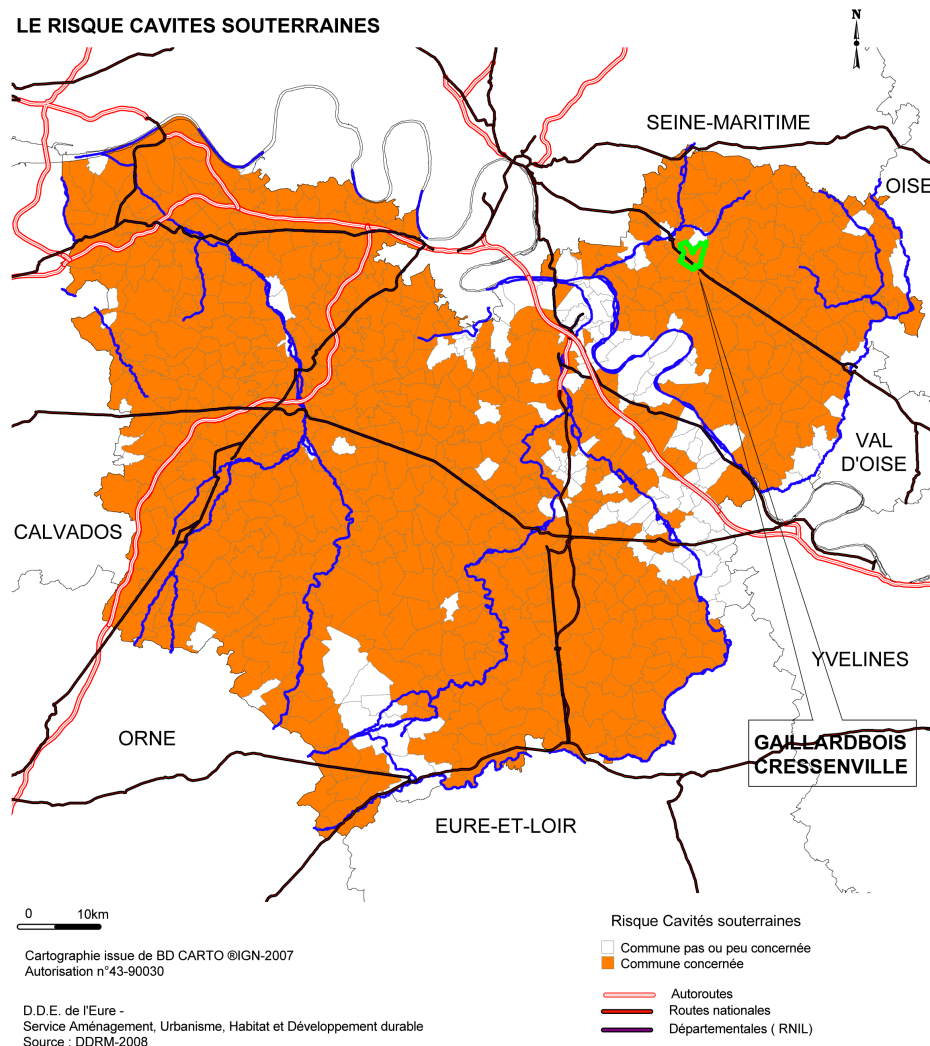 LE RISQUE CAVITES SOUTERRAINES
N
SEINE-MARITIME
OISE
VAL
D'OISE
CALVADOS
YVELINES
ORNE
GAILLARDBOIS
CRESSENVILLE
EURE-ET-LOIR
0 10km
Cartographie issue de BD CARTO ®IGN-2007
Autorisation n°43-90030
D.D.E. de l'Eure -
Service Aménagement, Urbanisme, Habitat et Développement durable
Source : DDRM-2008
Risque Cavités souterraines
Commune pas ou peu concernée
Commune concernée
Autoroutes
Routes nationales
Départementales ( RNIL)